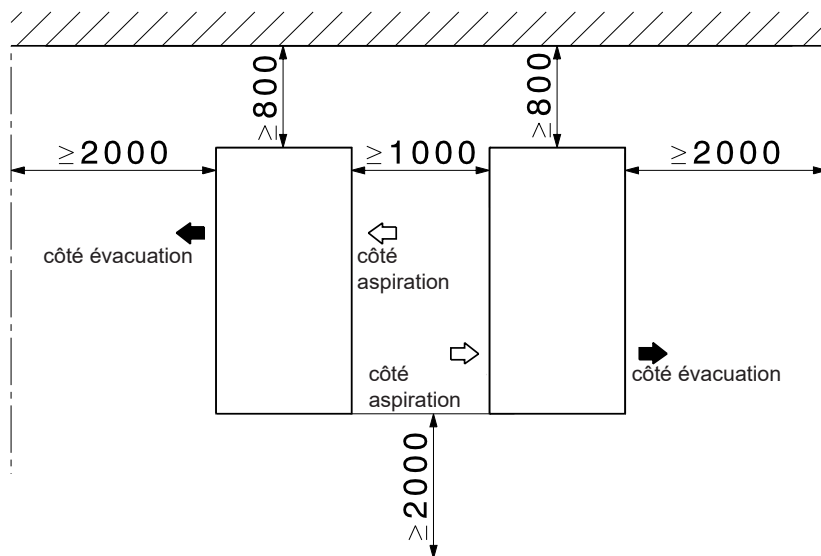 ≥800
≥800
≥2000
≥1000
≥2000
côté évacuation
côté
aspiration
côté
aspiration
côté évacuation
≥2000